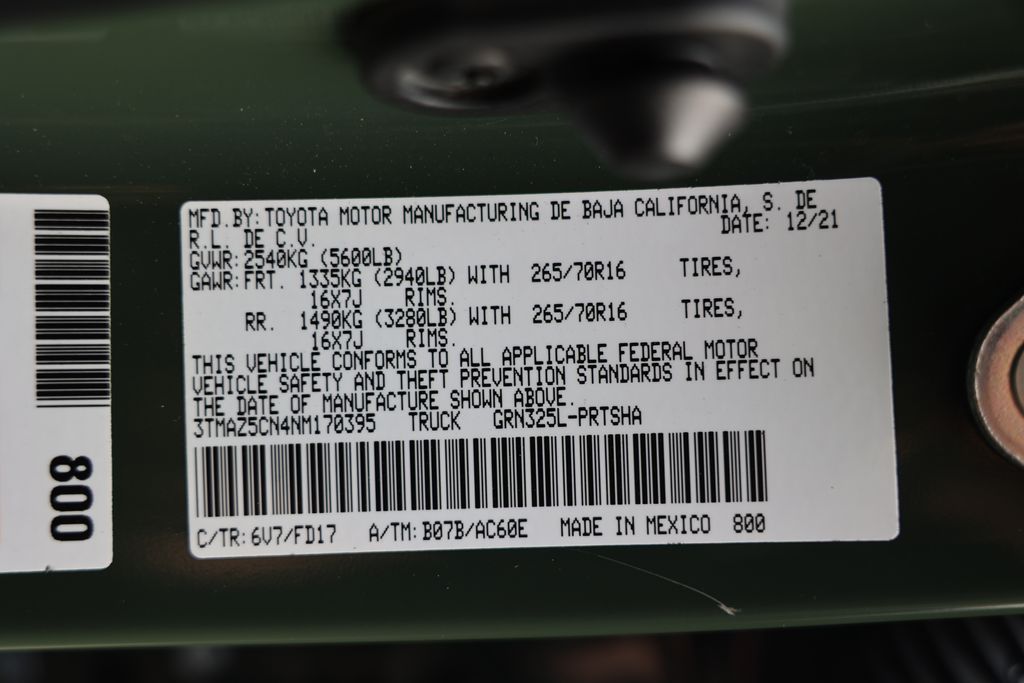 MFD.BY:TOYOTA MOTOR MANUFACTURING DE BAJA CALIFORNIA, S. DE
R.L. DE C.V. DATE: 12/21
GVWR:2540KG (5600LB)
GAWR:FRT. 1335KG (2940LB) WITH 265/70R16 TIRES,
16X7J RIMS.
RR. 1490KG (3280LB) WITH 265/70R16 TIRES,
16X7J RIMS.
THIS VEHICLE CONFORMS TO ALL APPLICABLE FEDERAL MOTOR
VEHICLE SAFETY AND THEFT PREVENTION STANDARDS IN EFFECT ON
THE DATE OF MANUFACTURE SHOWN ABOVE.
3TMAZ5CN4NM170395 TRUCK GRN325L-PRTSHA
C/TR:6V7/FD17 A/TM:B07B/AC60E MADE IN MEXICO 800
800